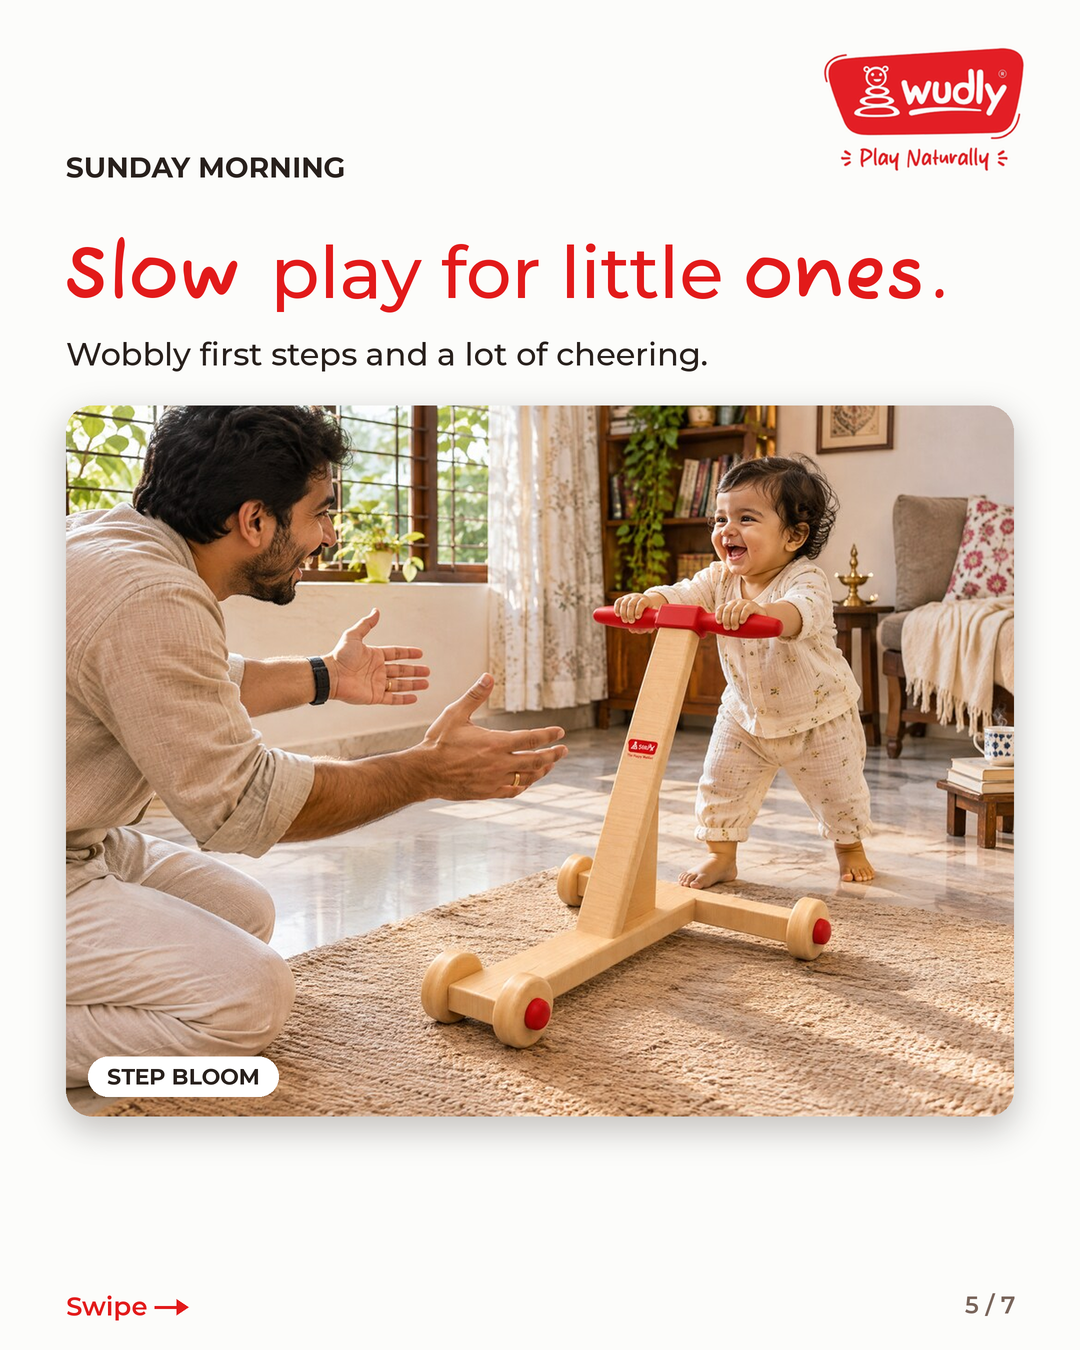 wudly
Play Naturally
SUNDAY MORNING
Slow play for little ones.
Wobbly first steps and a lot of cheering.
STEP BLOOM
Swipe →
5 / 7